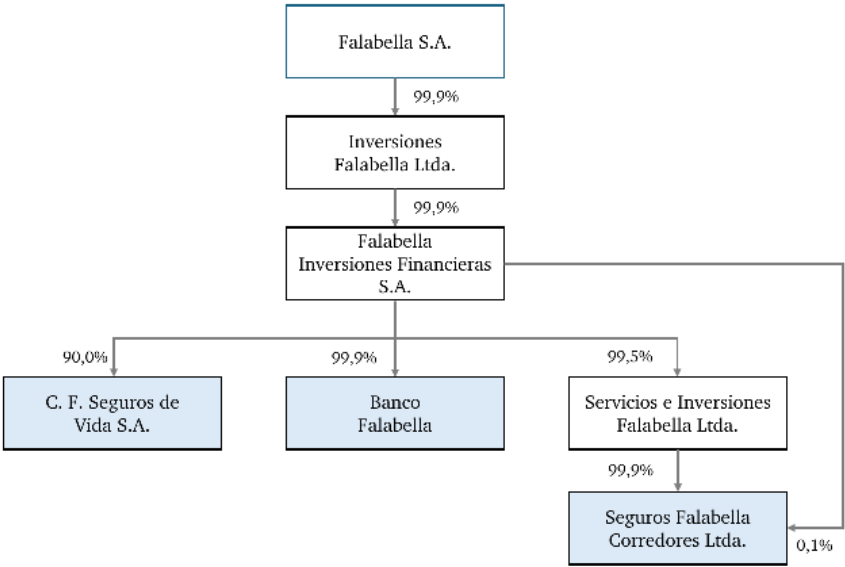 Falabella S.A.
99,9%
Inversiones
Falabella Ltda.
99,9%
Falabella
Inversiones Financieras
S.A.
90,0%
99,9%
99,5%
C. F. Seguros de
Vida S.A.
Banco
Falabella
Servicios e Inversiones
Falabella Ltda.
99,9%
Seguros Falabella
Corredores Ltda.
0,1%